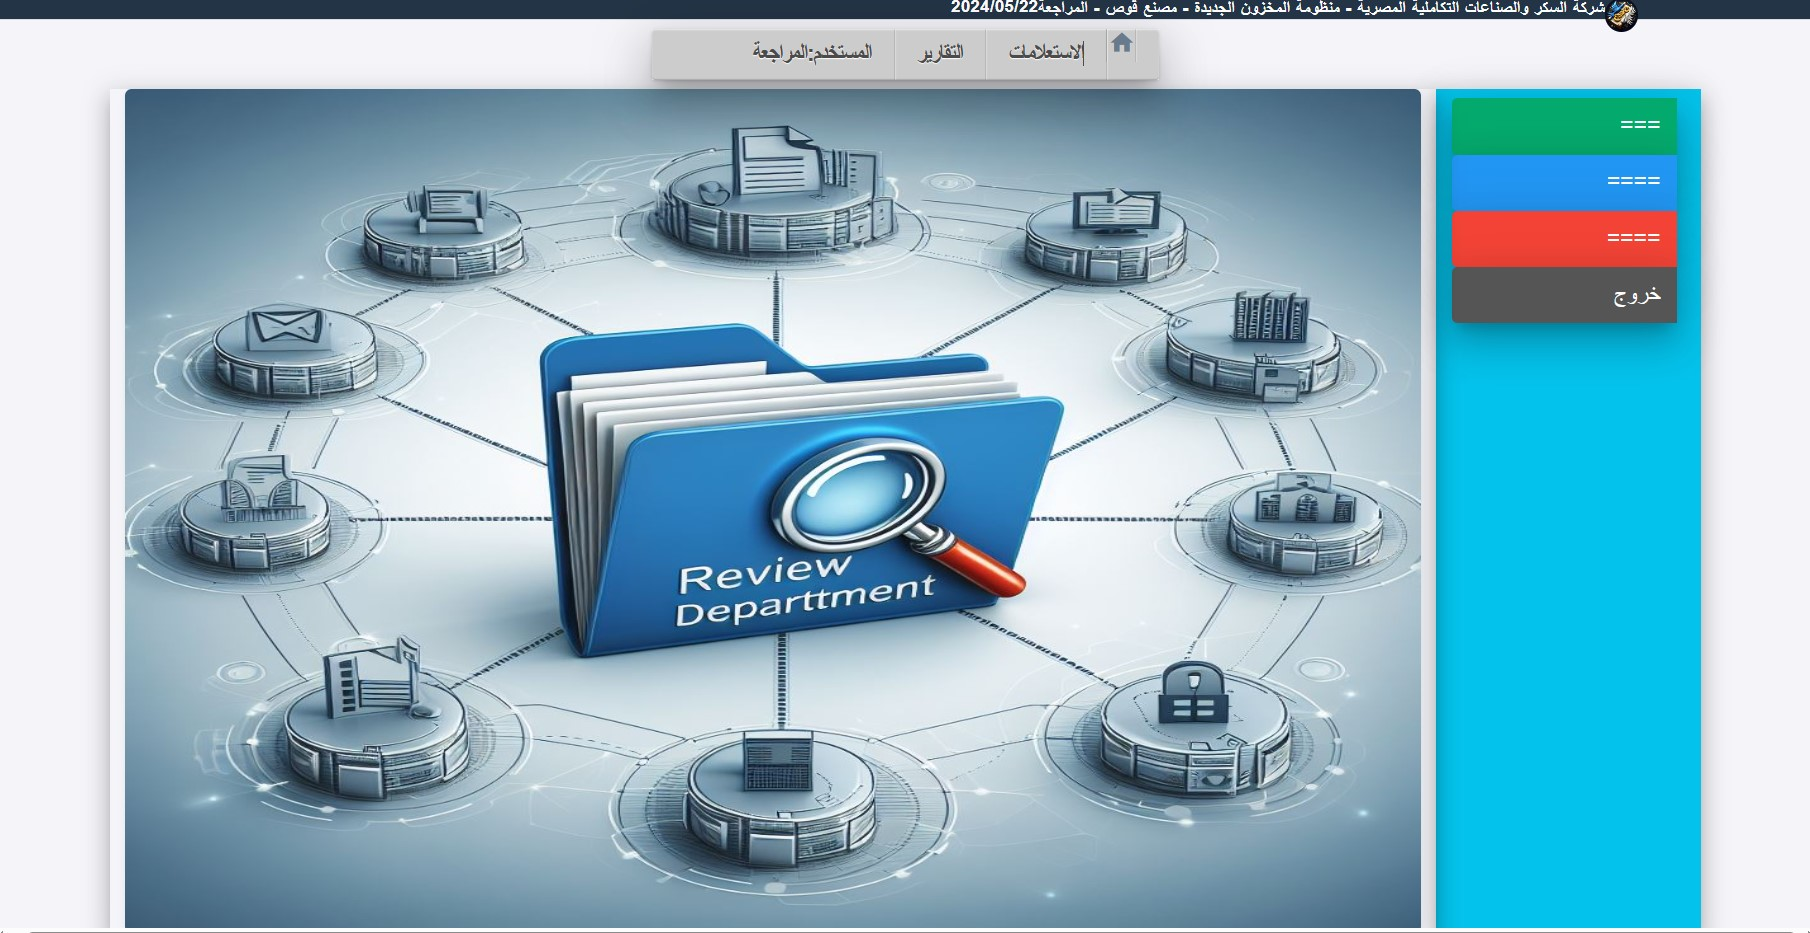 شركة السكر والصناعات التكاملية المصرية - منظومة المخزون الجديدة - مصنع قوص - المراجعة2024/05/22
الاستعلامات
التقارير
المستخدم:المراجعة
===
====
====
خروج
Review
Departtment